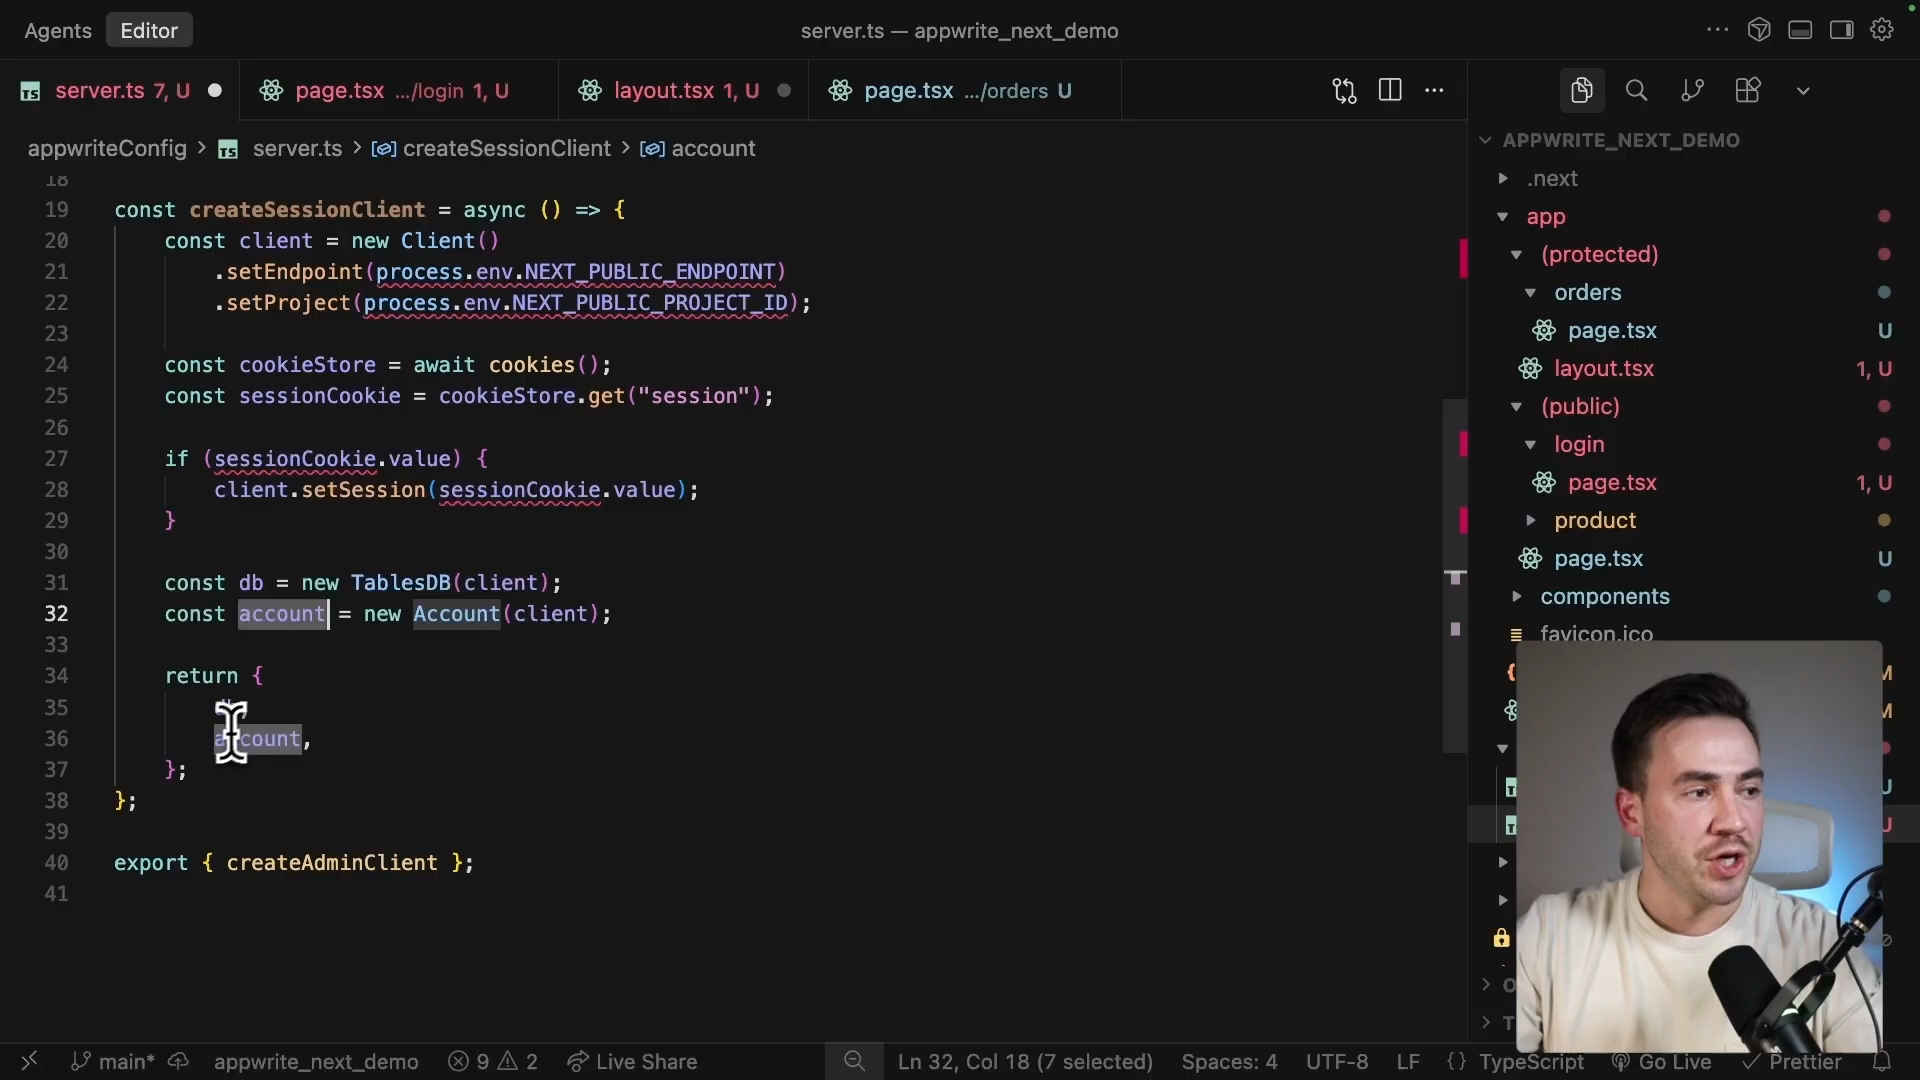 Agents Editor server.ts — appwrite_next_demo ...
server.ts 7, U page.tsx .../login 1, U layout.tsx 1, U page.tsx .../orders U
appwriteConfig > server.ts > createSessionClient > account
18
19 const createSessionClient = async () => {
20 const client = new Client()
21 .setEndpoint(process.env.NEXT_PUBLIC_ENDPOINT)
22 .setProject(process.env.NEXT_PUBLIC_PROJECT_ID);
23
24 const cookieStore = await cookies();
25 const sessionCookie = cookieStore.get("session");
26
27 if (sessionCookie.value) {
28 client.setSession(sessionCookie.value);
29 }
30
31 const db = new TablesDB(client);
32 const account = new Account(client);
33
34 return {
35
36 account,
37 };
38 };
39
40 export { createAdminClient };
41
APPWRITE_NEXT_DEMO
.next
app
(protected)
orders
page.tsx U
layout.tsx 1, U
(public)
login
page.tsx 1, U
product
page.tsx U
components
favicon.ico
M
M
U
U
main* appwrite_next_demo 9 2 Live Share Ln 32, Col 18 (7 selected) Spaces: 4 UTF-8 LF {} TypeScript Go Live Prettier